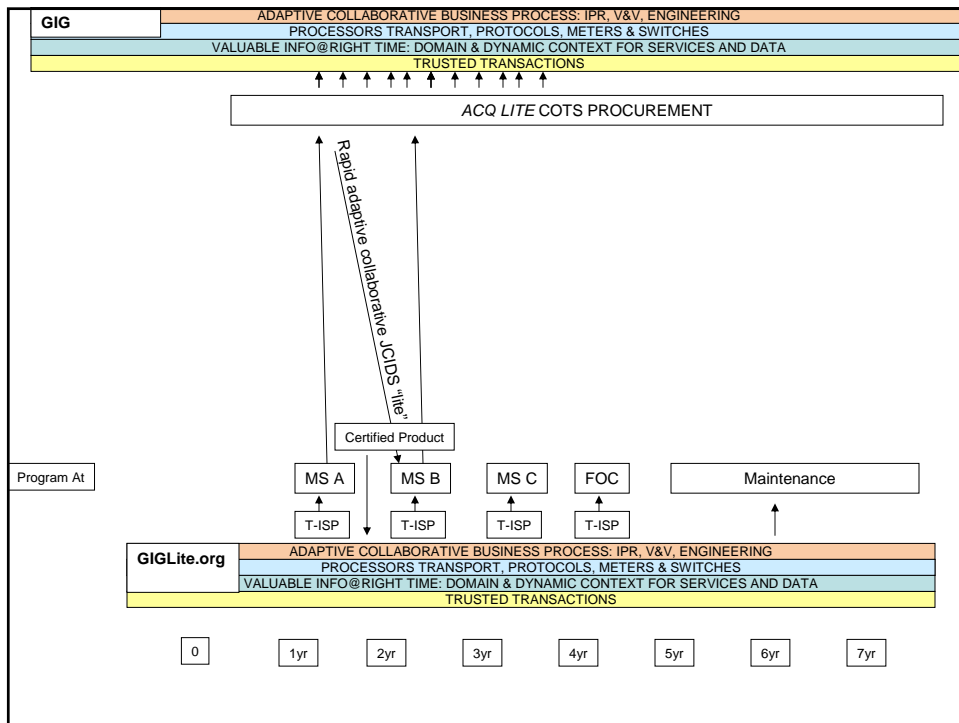 GIG
ADAPTIVE COLLABORATIVE BUSINESS PROCESS: IPR, V&V, ENGINEERING
PROCESSORS TRANSPORT, PROTOCOLS, METERS & SWITCHES
VALUABLE INFO@RIGHT TIME: DOMAIN & DYNAMIC CONTEXT FOR SERVICES AND DATA
TRUSTED TRANSACTIONS
ACQ LITE COTS PROCUREMENT
Rapid adaptive collaborative JCIDS "lite"
Certified Product
Program At
MS A
MS B
MS C
FOC
Maintenance
T-ISP
T-ISP
T-ISP
T-ISP
GIGLite.org
ADAPTIVE COLLABORATIVE BUSINESS PROCESS: IPR, V&V, ENGINEERING
PROCESSORS TRANSPORT, PROTOCOLS, METERS & SWITCHES
VALUABLE INFO@RIGHT TIME: DOMAIN & DYNAMIC CONTEXT FOR SERVICES AND DATA
TRUSTED TRANSACTIONS
0
1yr
2yr
3yr
4yr
5yr
6yr
7yr